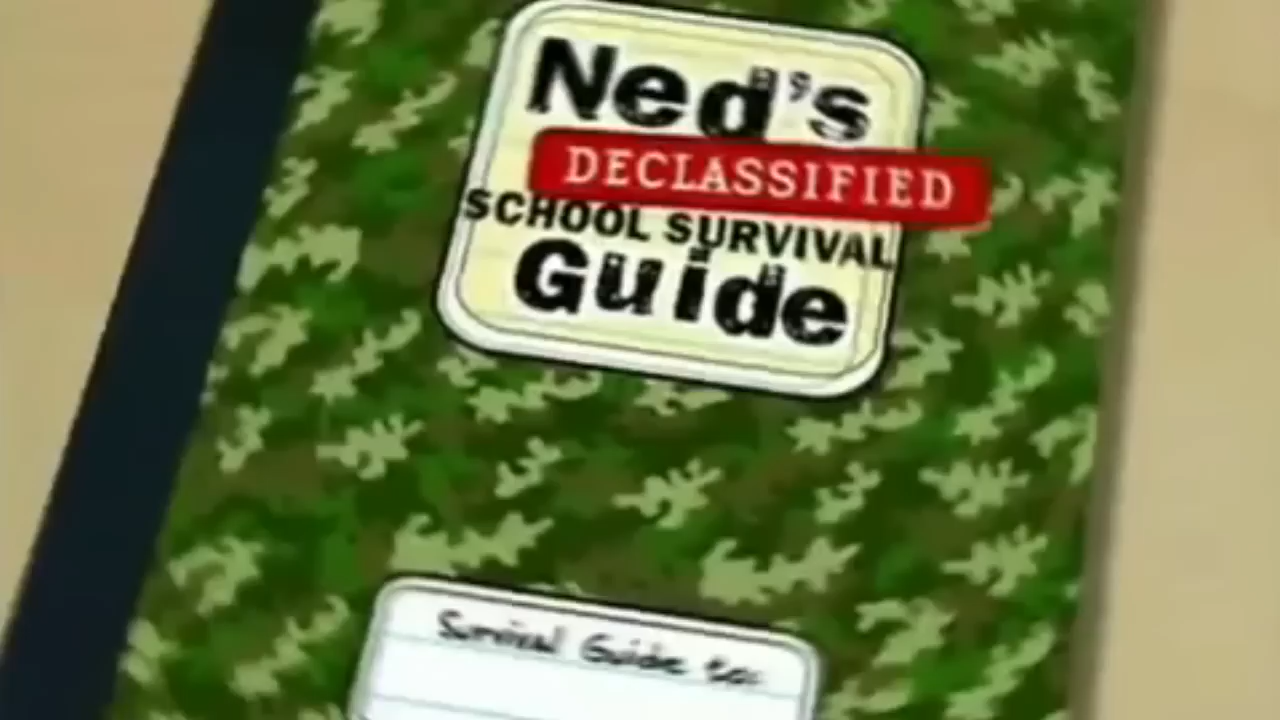 Ned's
DECLASSIFIED
SCHOOL SURVIVAL
Guide
Survival Guide to: